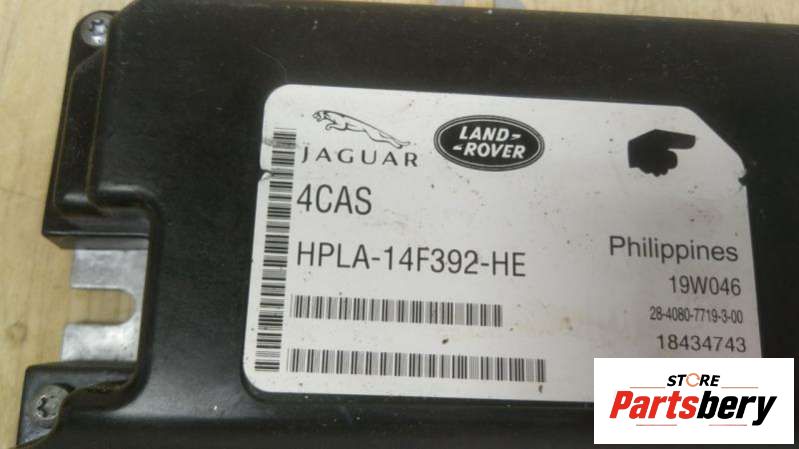 JAGUAR
LAND-
ROVER
4CAS
HPLA-14F392-HE
Philippines
19W046
28-4080-7719-3-00
18434743
STORE
Partsbery